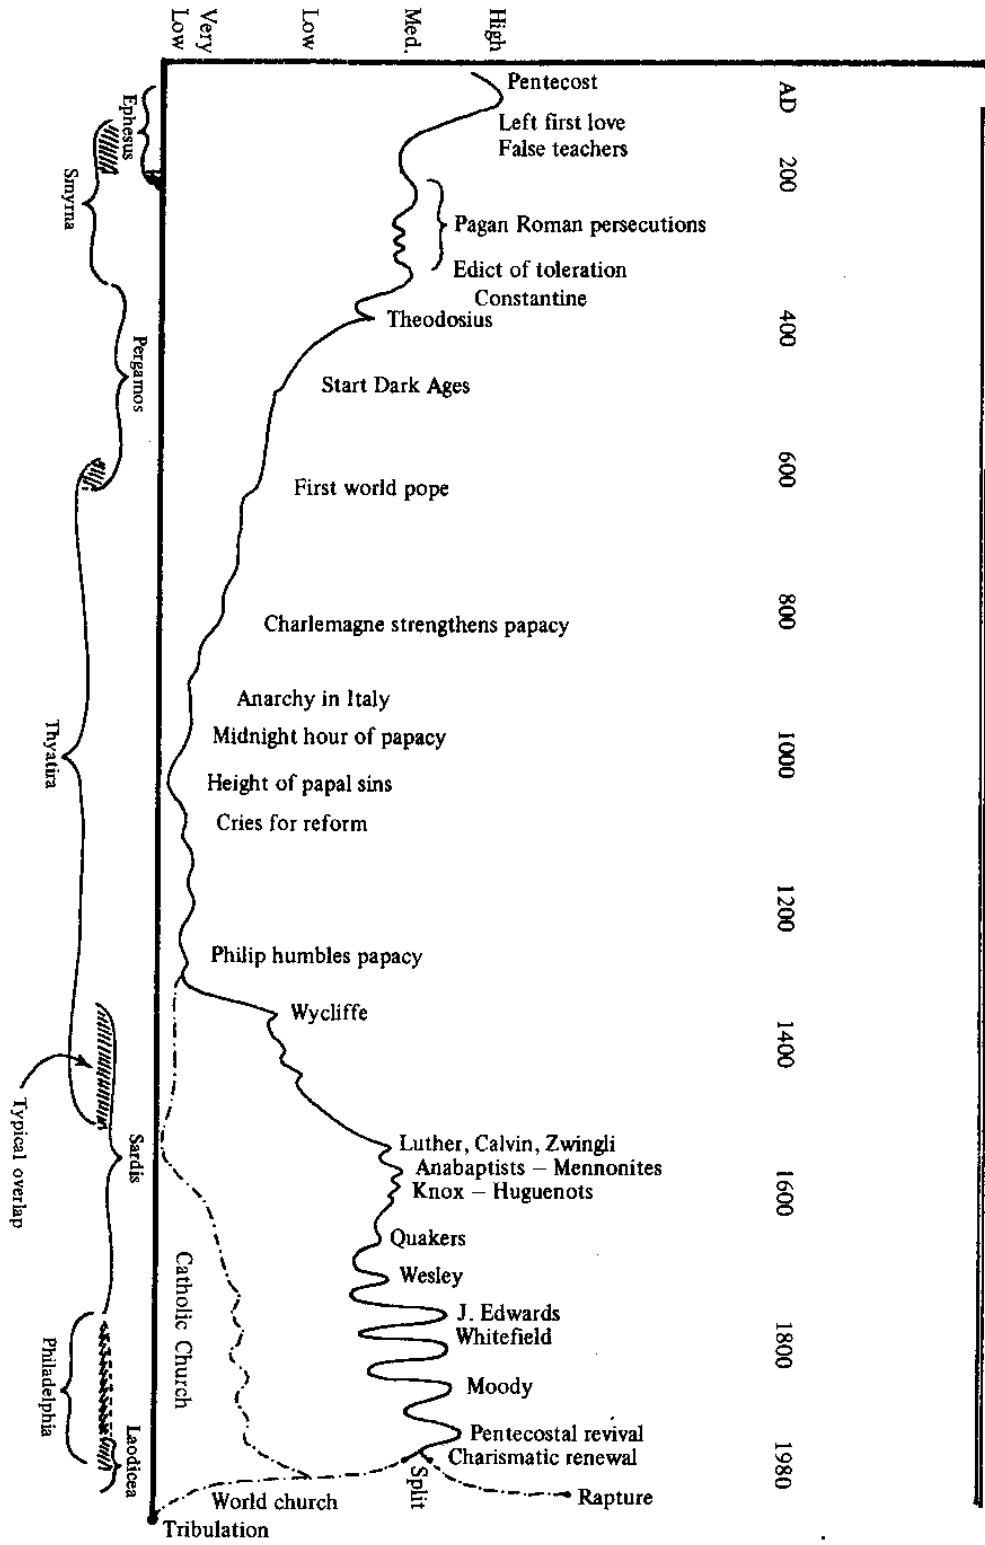 Very
Low
Low
Med.
High
Pentecost
AD
Left first love
False teachers
200
Pagan Roman persecutions
Edict of toleration
Constantine
Theodosius
400
Start Dark Ages
First world pope
600
Charlemagne strengthens papacy
800
Anarchy in Italy
Midnight hour of papacy
1000
Height of papal sins
Cries for reform
1200
Philip humbles papacy
Wycliffe
1400
Luther, Calvin, Zwingli
Anabaptists – Mennonites
Knox – Huguenots
1600
Quakers
Wesley
J. Edwards
Whitefield
1800
Moody
Pentecostal revival
Charismatic renewal
1980
Split
Rapture
World church
Tribulation
Catholic Church
Ephesus
Smyrna
Pergamos
Thyatira
Typical overlap
Sardis
Philadelphia
Laodicea